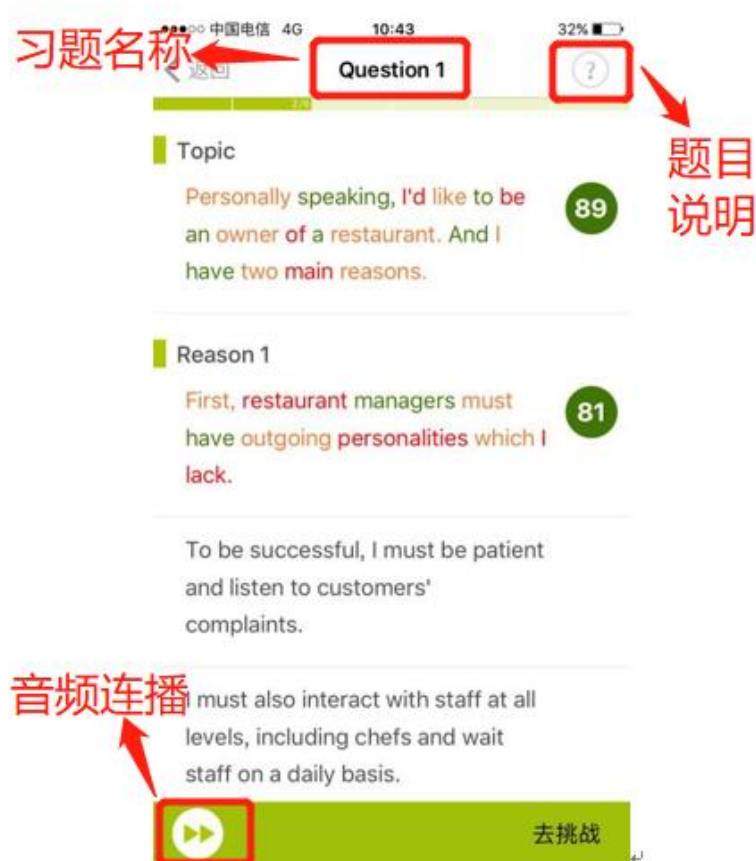 中国电信 4G 10:43 32%
习题名称
返回 Question 1 ?
2/6
Topic
题目
说明
Personally speaking, I'd like to be
an owner of a restaurant. And I
have two main reasons.
89
Reason 1
First, restaurant managers must
have outgoing personalities which I
lack.
81
To be successful, I must be patient
and listen to customers'
complaints.
音频连播
I must also interact with staff at all
levels, including chefs and wait
staff on a daily basis.
去挑战